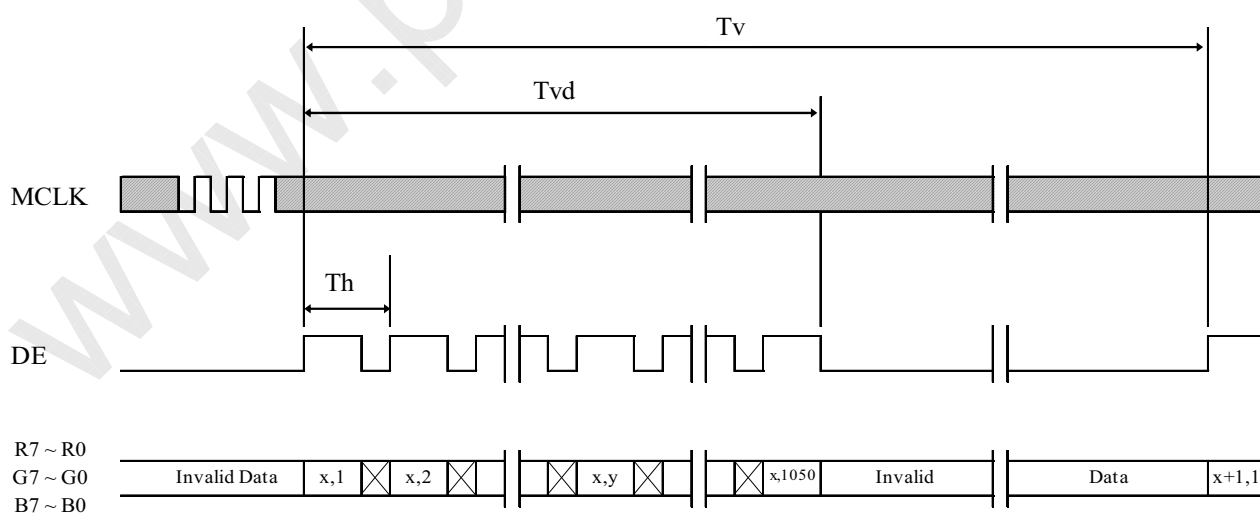 Tv
Tvd
MCLK
Th
DE
R7 ~ R0
G7 ~ G0
B7 ~ B0
Invalid Data
x,1
x,2
x,y
x,1050
Invalid
Data
x+1,1
www.p